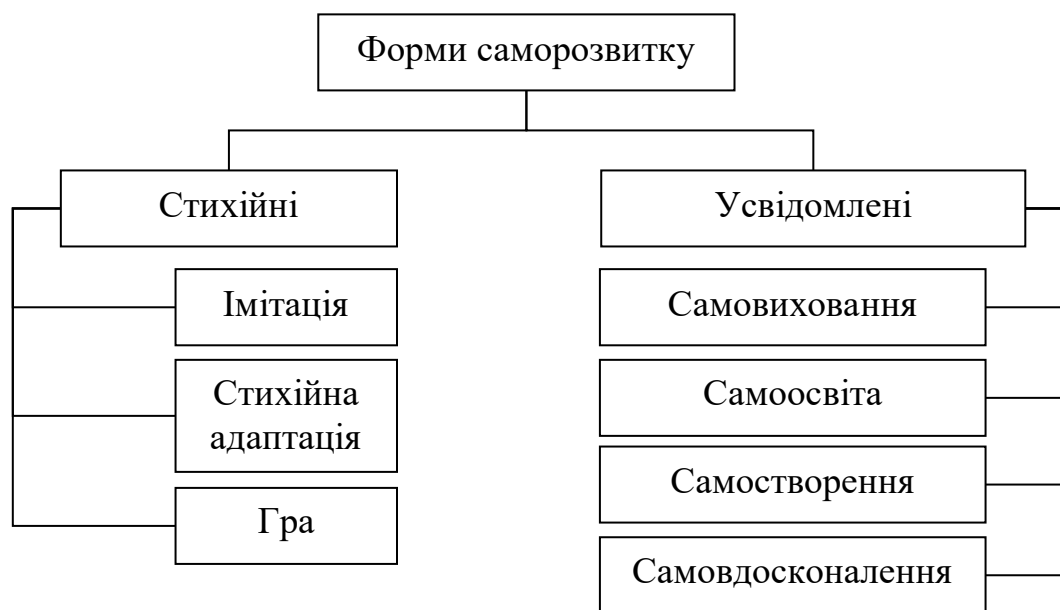 Форми саморозвитку
Стихійні
Усвідомлені
Імітація
Стихійна
адаптація
Гра
Самовиховання
Самоосвіта
Самостворення
Самовдосконалення